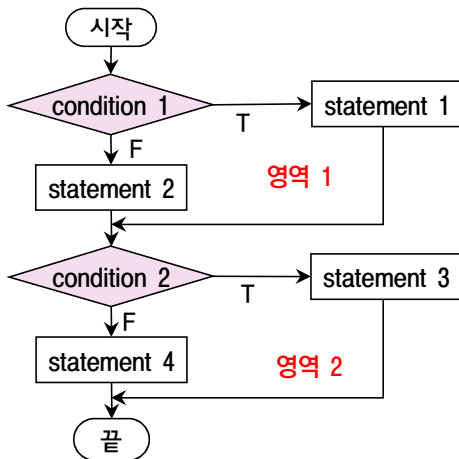 시작
condition 1
T
statement 1
F
영역 1
statement 2
condition 2
T
statement 3
F
영역 2
statement 4
끝